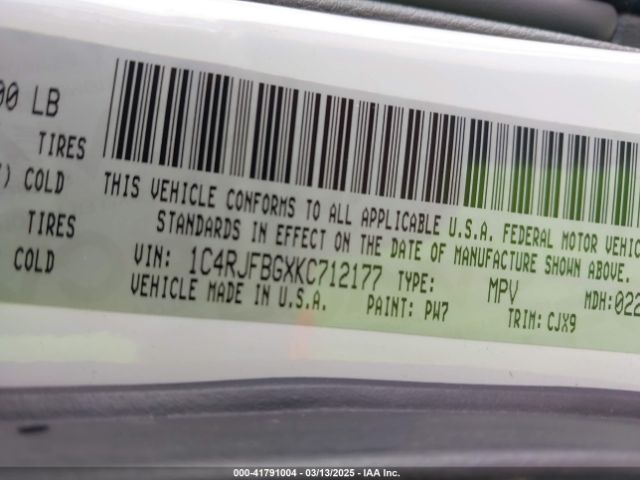 00 LB
TIRES
) COLD
TIRES
COLD
THIS VEHICLE CONFORMS TO ALL APPLICABLE U.S.A. FEDERAL MOTOR VEHIC
STANDARDS IN EFFECT ON THE DATE OF MANUFACTURE SHOWN ABOVE.
VIN: 1C4RJFBGXKC712177 TYPE: MPV MDH:022
VEHICLE MADE IN U.S.A. PAINT: PW7 TRIM: CJX9
000-41791004 - 03/13/2025 - IAA Inc.